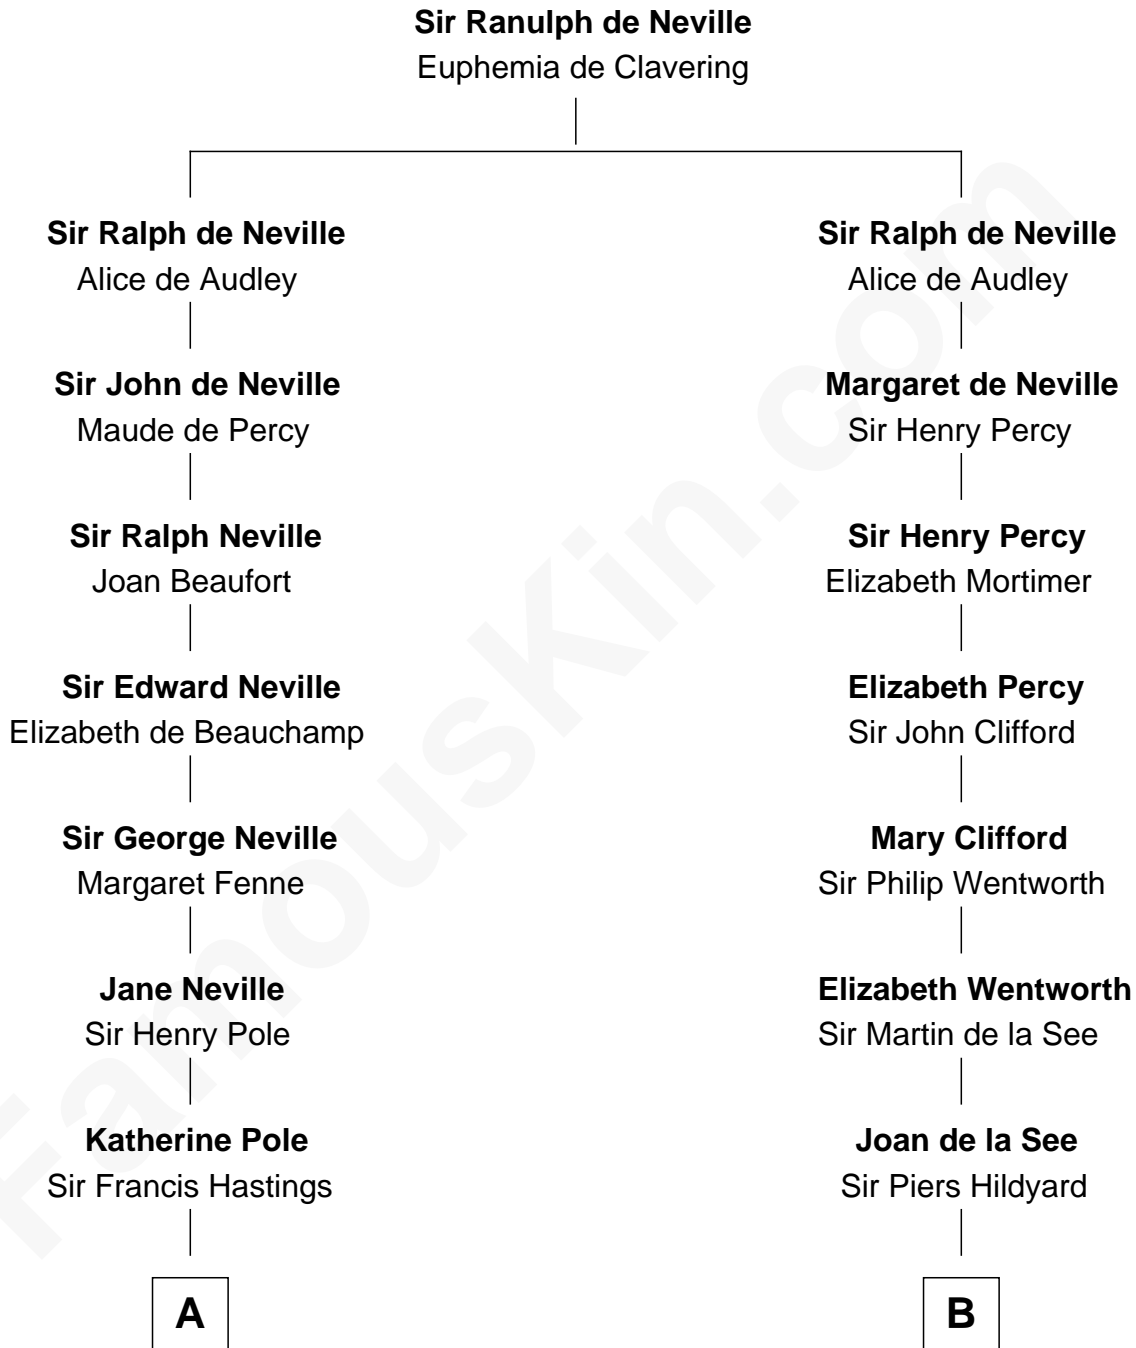 Sir Ranulph de Neville
Euphemia de Clavering
Sir Ralph de Neville
Alice de Audley
Sir John de Neville
Maude de Percy
Sir Ralph Neville
Joan Beaufort
Sir Edward Neville
Elizabeth de Beauchamp
Sir George Neville
Margaret Fenne
Jane Neville
Sir Henry Pole
Katherine Pole
Sir Francis Hastings
A
Sir Ralph de Neville
Alice de Audley
Margaret de Neville
Sir Henry Percy
Sir Henry Percy
Elizabeth Mortimer
Elizabeth Percy
Sir John Clifford
Mary Clifford
Sir Philip Wentworth
Elizabeth Wentworth
Sir Martin de la See
Joan de la See
Sir Piers Hildyard
B
FamousKin.com